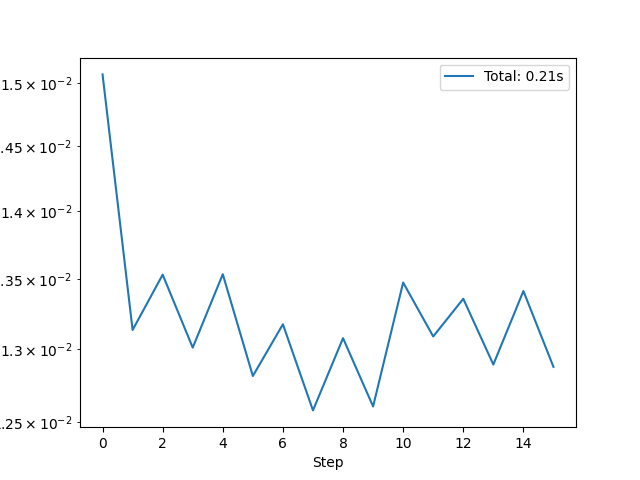 Total: 0.21s
1.5 × 10⁻²
.45 × 10⁻²
1.4 × 10⁻²
.35 × 10⁻²
1.3 × 10⁻²
.25 × 10⁻²
0 2 4 6 8 10 12 14
Step